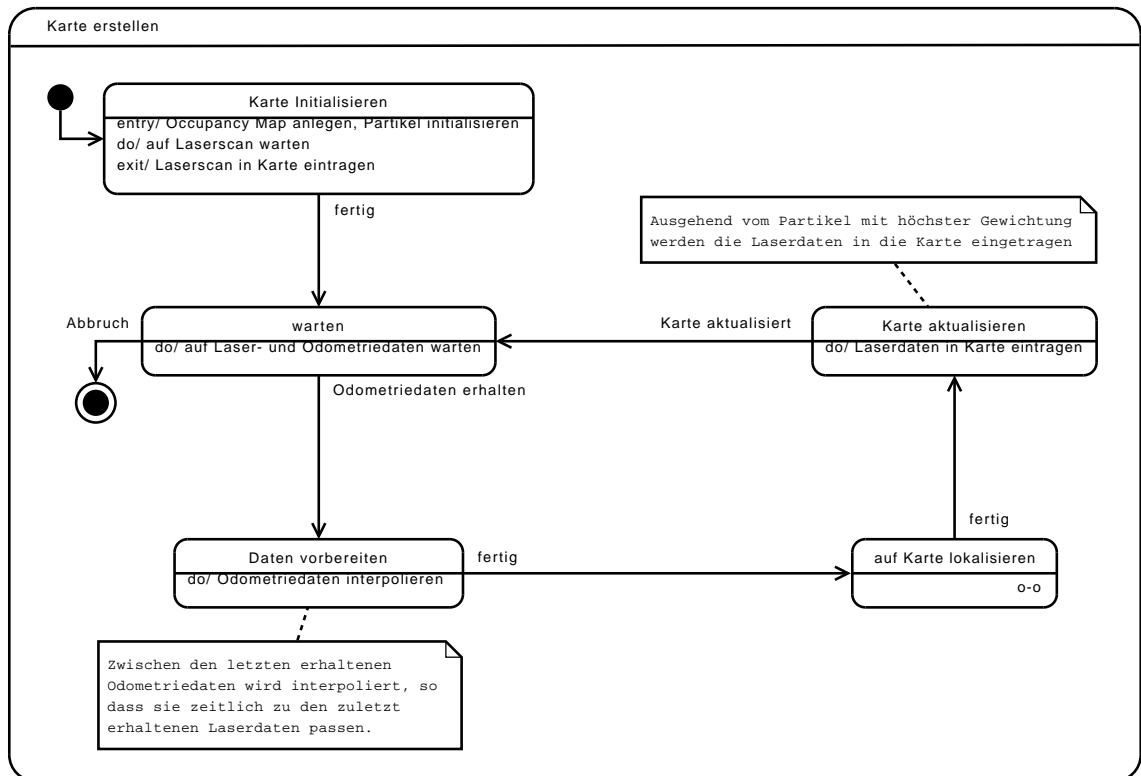 Karte erstellen
Karte Initialisieren
entry/ Occupancy Map anlegen, Partikel initialisieren
do/ auf Laserscan warten
exit/ Laserscan in Karte eintragen
fertig
Ausgehend vom Partikel mit höchster Gewichtung
werden die Laserdaten in die Karte eingetragen
Abbruch
warten
do/ auf Laser- und Odometriedaten warten
Karte aktualisiert
Karte aktualisieren
do/ Laserdaten in Karte eintragen
Odometriedaten erhalten
Daten vorbereiten
do/ Odometriedaten interpolieren
fertig
fertig
auf Karte lokalisieren
o-o
Zwischen den letzten erhaltenen
Odometriedaten wird interpoliert, so
dass sie zeitlich zu den zuletzt
erhaltenen Laserdaten passen.